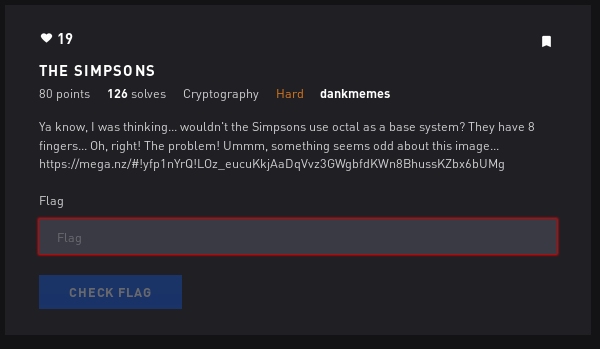 19
THE SIMPSONS
80 points 126 solves Cryptography Hard dankmemes
Ya know, I was thinking... wouldn't the Simpsons use octal as a base system? They have 8
fingers... Oh, right! The problem! Ummm, something seems odd about this image...
https://mega.nz/#!yfp1nYrQ!LOz_eucuKkjAaDqVvz3GWgbfdKWn8BhussKZbx6bUMg
Flag
Flag
CHECK FLAG